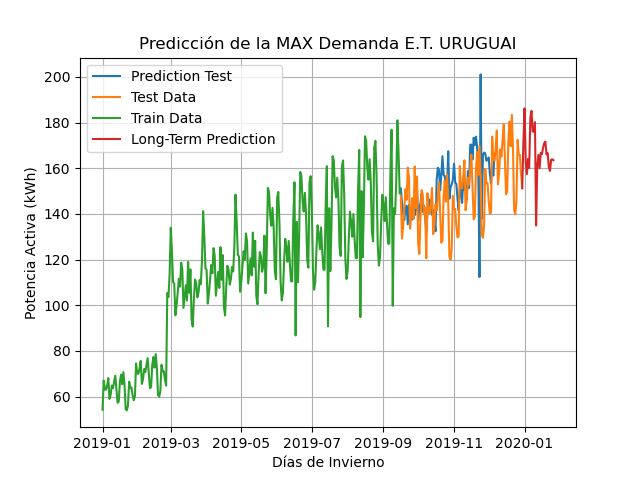 Predicción de la MAX Demanda E.T. URUGUAI
Prediction Test
Test Data
Train Data
Long-Term Prediction
200
180
160
140
120
100
80
60
Potencia Activa (kWh)
2019-01 2019-03 2019-05 2019-07 2019-09 2019-11 2020-01
Días de Invierno